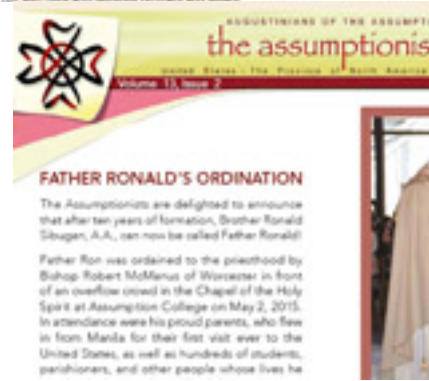 AUGUSTINIANS OF THE ASSUMPT
the assumptionis
United States - The Province of North America
Volume 13, Issue 2
FATHER RONALD'S ORDINATION
The Assumptionists are delighted to announce
that after ten years of formation, Brother Ronald
Sibugan, A.A., can now be called Father Ronald!
Father Ron was ordained to the priesthood by
Bishop Robert McManus of Worcester in front
of an overflow crowd in the Chapel of the Holy
Spirit at Assumption College on May 2, 2015.
In attendance were his proud parents, who flew
in from Manila for their first visit ever to the
United States, as well as hundreds of students,
parishioners, and other people whose lives he